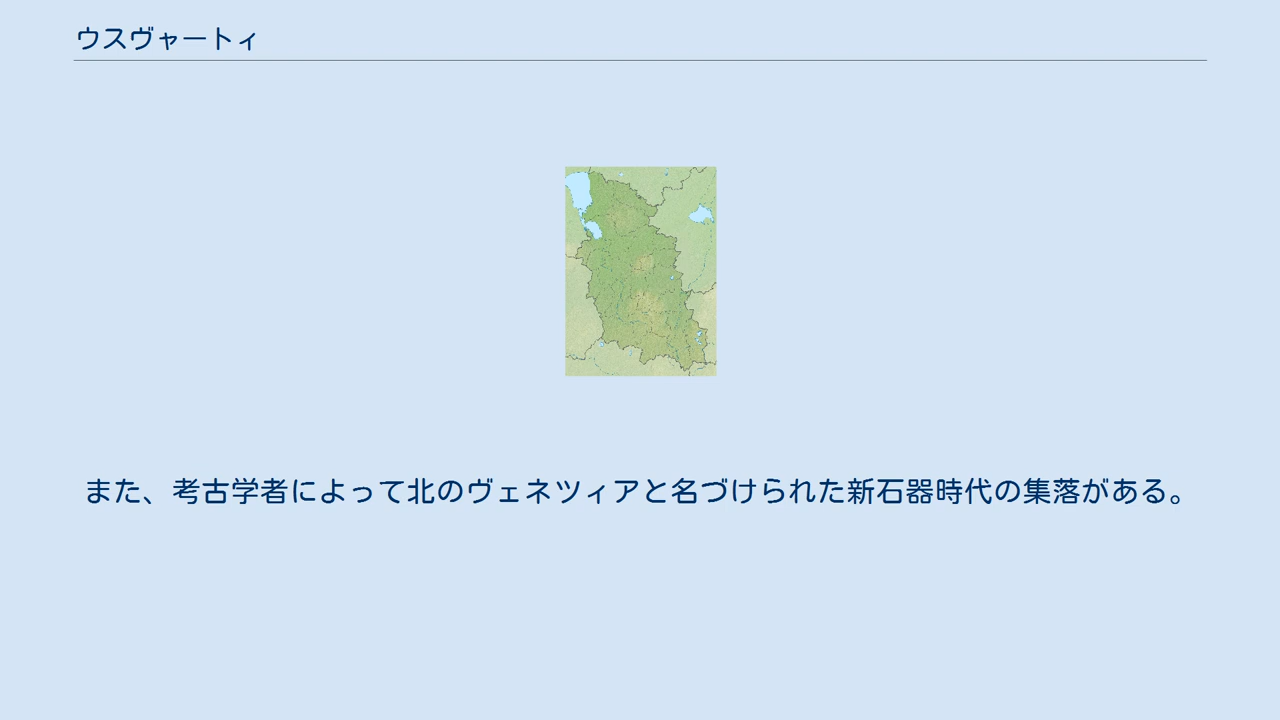 ウスヴャーティ
また、考古学者によって北のヴェネツィアと名づけられた新石器時代の集落がある。